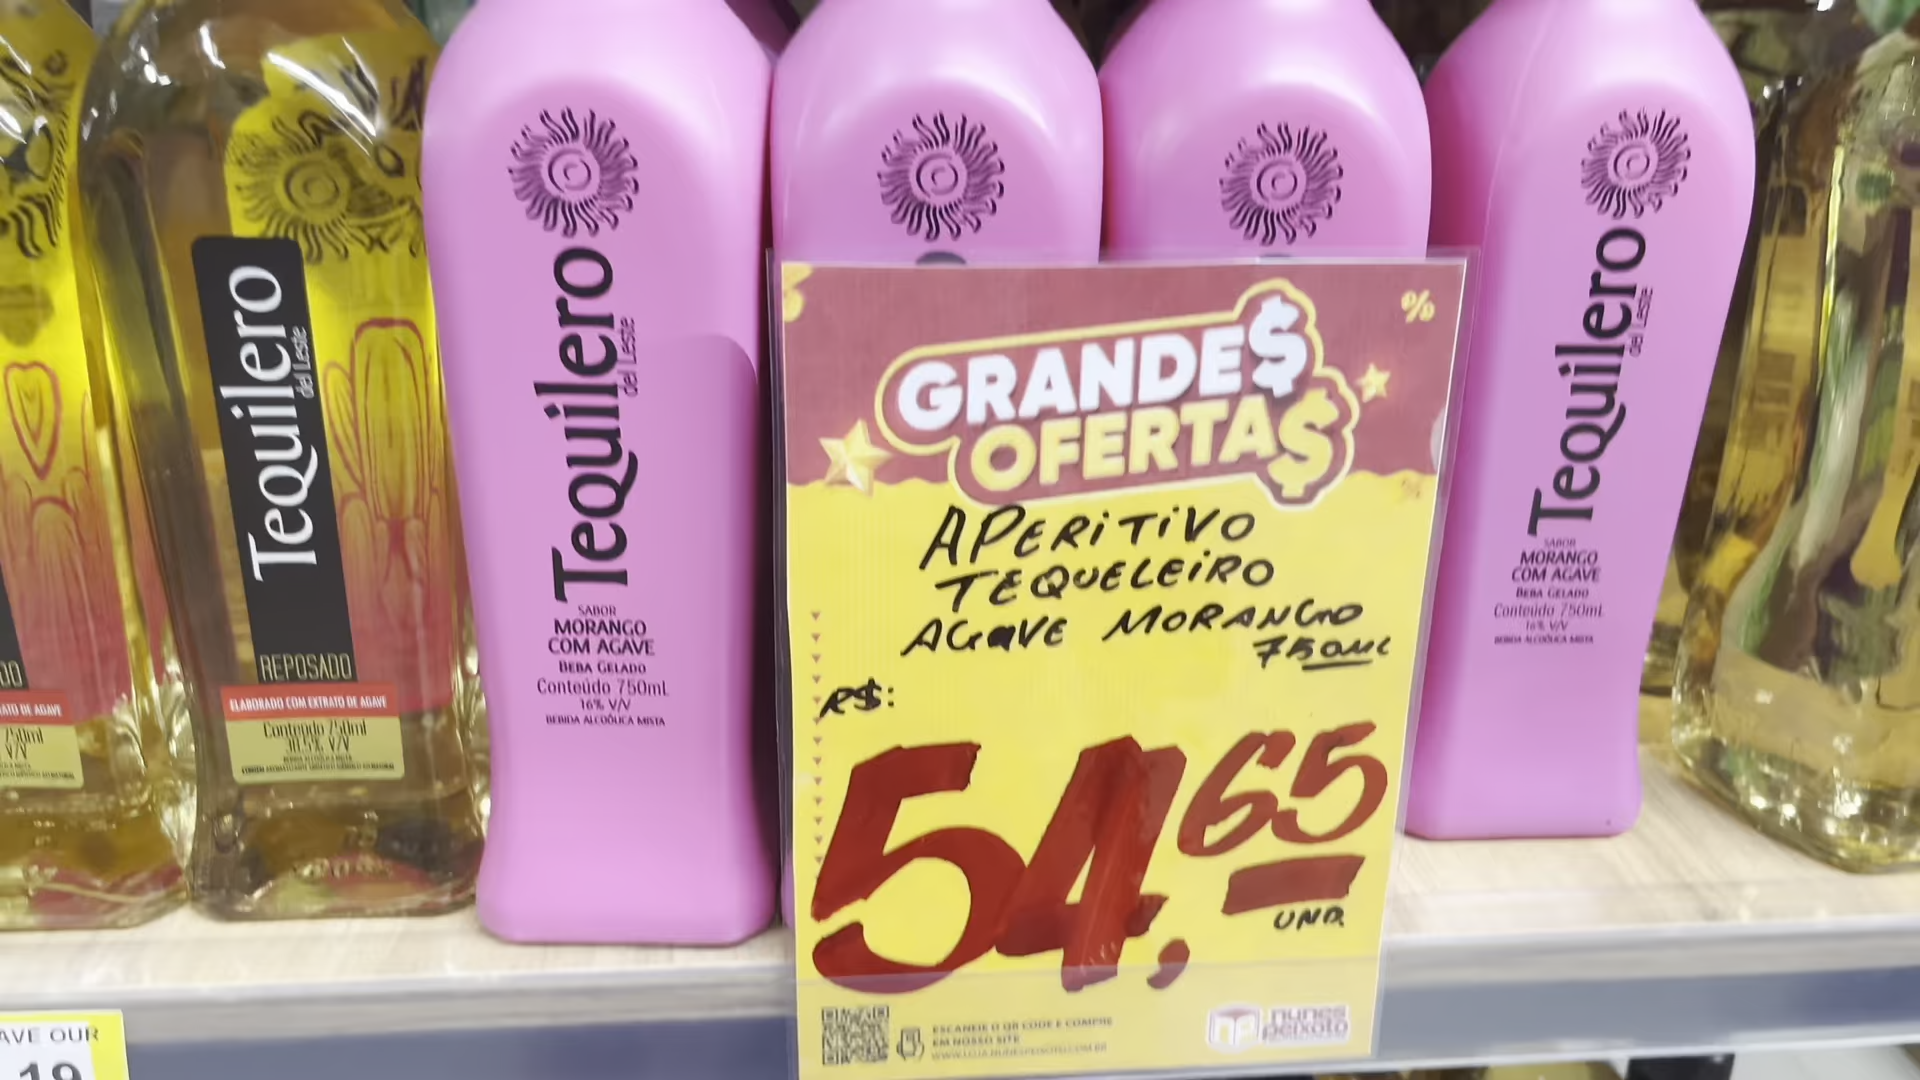 Tequilero
del Leste
REPOSADO
ELABORADO COM EXTRATO DE AGAVE
Conteúdo 750ml
Tequilero
del Leste
SABOR
MORANGO
COM AGAVE
BEBA GELADO
Conteúdo 750mL
16% V/V
BEBIDA ALCOÓLICA MISTA
GRANDE$
OFERTA$
APERITIVO
TEQUELEIRO
AGAVE MORANGO
750ML
R$:
54,65
UND
ESCANEIE O QR CODE E COMPRE
EM NOSSO SITE
nunes
peixoto
Tequilero
del Leste
SABOR
MORANGO
COM AGAVE
BEBA GELADO
Conteúdo 750mL
16% V/V
BEBIDA ALCOÓLICA MISTA
AVE OUR
19